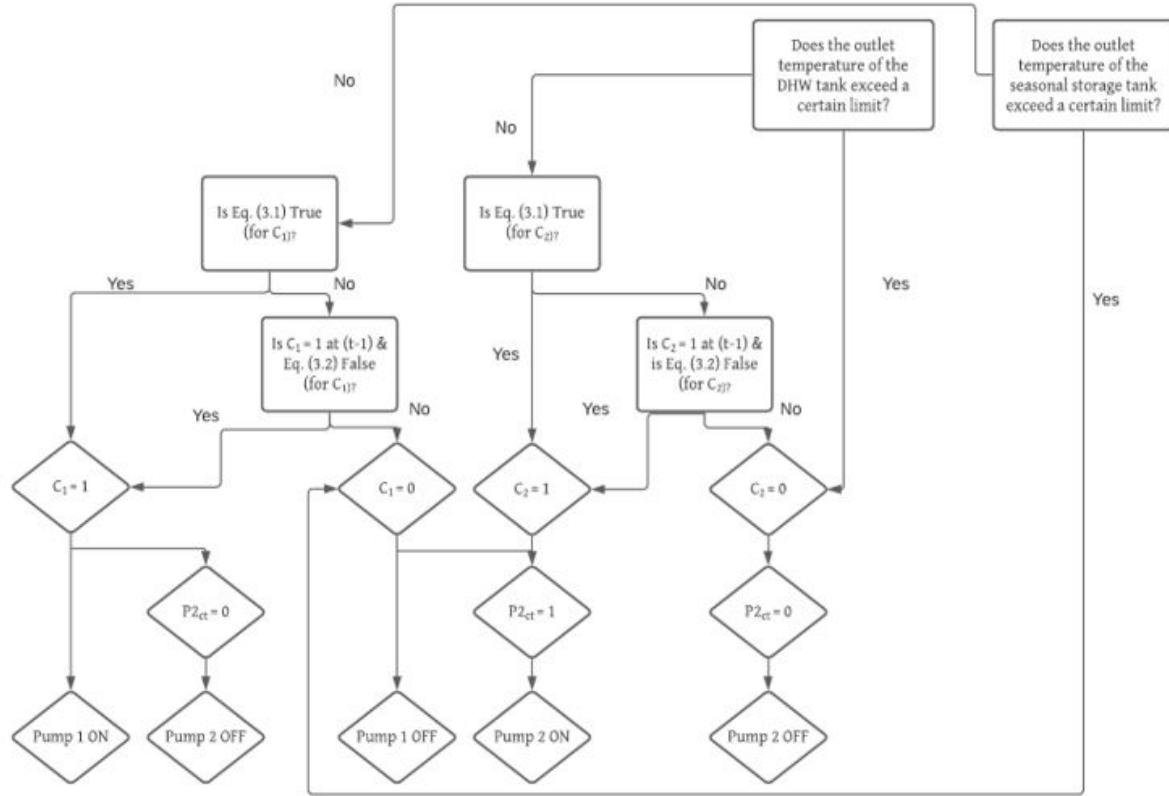 Does the outlet
temperature of the
DHW tank exceed a
certain limit?
Does the outlet
temperature of the
seasonal storage tank
exceed a certain limit?
No
No
Is Eq. (3.1) True
(for C₁)?
Is Eq. (3.1) True
(for C₂)?
Yes
No
No
Yes
Yes
Is C₁ = 1 at (t-1) &
Eq. (3.2) False
(for C₁)?
Yes
Is C₂ = 1 at (t-1) &
is Eq. (3.2) False
(for C₂)?
Yes
No
Yes
No
C₁ = 1
C₁ = 0
C₂ = 1
C₂ = 0
P2ct = 0
P2ct = 1
P2ct = 0
Pump 1 ON
Pump 2 OFF
Pump 1 OFF
Pump 2 ON
Pump 2 OFF